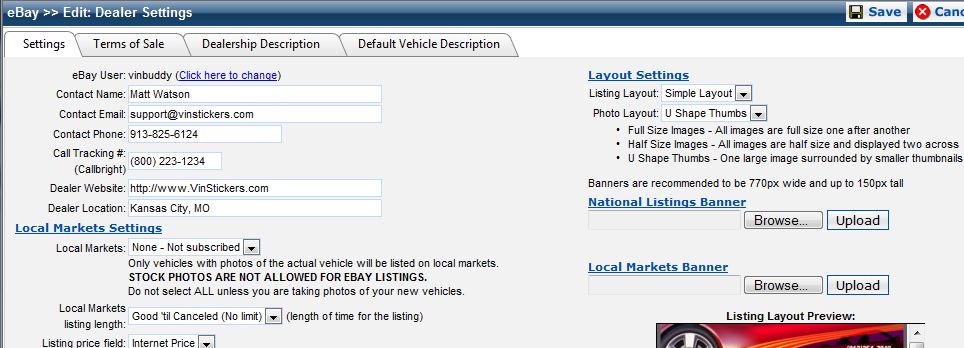 eBay >> Edit: Dealer Settings
Save
Settings
Terms of Sale
Dealership Description
Default Vehicle Description
eBay User: vinbuddy (Click here to change)
Contact Name: Matt Watson
Contact Email: support@vinstickers.com
Contact Phone: 913-825-6124
Call Tracking #: (800) 223-1234
(Callbright)
Dealer Website: http://www.VinStickers.com
Dealer Location: Kansas City, MO
Local Markets Settings
Local Markets: None - Not subscribed
Only vehicles with photos of the actual vehicle will be listed on local markets.
STOCK PHOTOS ARE NOT ALLOWED FOR EBAY LISTINGS.
Do not select ALL unless you are taking photos of your new vehicles.
Local Markets
listing length: Good 'til Canceled (No limit) (length of time for the listing)
Listing price field: Internet Price
Layout Settings
Listing Layout: Simple Layout
Photo Layout: U Shape Thumbs
• Full Size Images - All images are full size one after another
• Half Size Images - All images are half size and displayed two across
• U Shape Thumbs - One large image surrounded by smaller thumbnails
Banners are recommended to be 770px wide and up to 150px tall
National Listings Banner
Browse... Upload
Local Markets Banner
Browse... Upload
Listing Layout Preview: